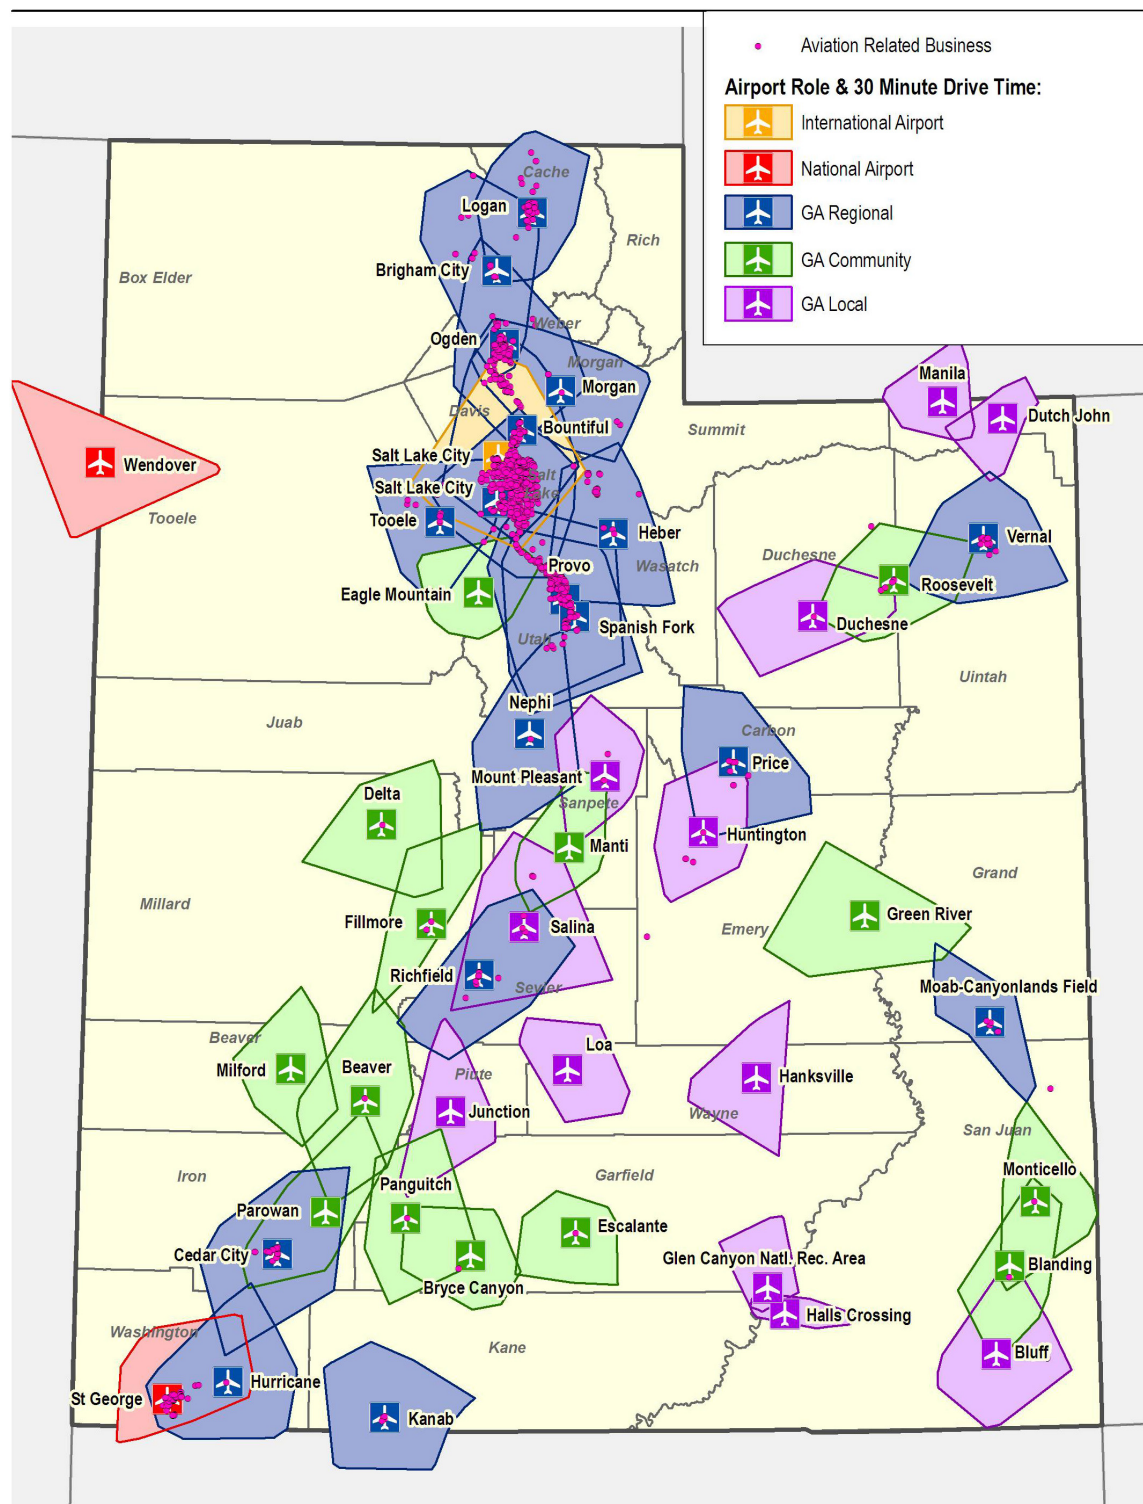 Aviation Related Business
Airport Role & 30 Minute Drive Time:
International Airport
National Airport
GA Regional
GA Community
GA Local
Cache
Logan
Rich
Box Elder
Brigham City
Weber
Ogden
Morgan
Morgan
Manila
Davis
Dutch John
Bountiful
Summit
Salt Lake City
Wendover
Salt Lake
Salt Lake City
Tooele
Tooele
Heber
Vernal
Duchesne
Provo
Wasatch
Roosevelt
Eagle Mountain
Duchesne
Spanish Fork
Utah
Uintah
Nephi
Juab
Carbon
Price
Mount Pleasant
Delta
Sanpete
Huntington
Manti
Grand
Millard
Green River
Fillmore
Salina
Emery
Richfield
Sevier
Moab-Canyonlands Field
Beaver
Loa
Milford
Beaver
Piute
Hanksville
Junction
Wayne
San Juan
Monticello
Iron
Garfield
Panguitch
Parowan
Escalante
Cedar City
Glen Canyon Natl. Rec. Area
Blanding
Bryce Canyon
Halls Crossing
Washington
Kane
Bluff
Hurricane
St George
Kanab